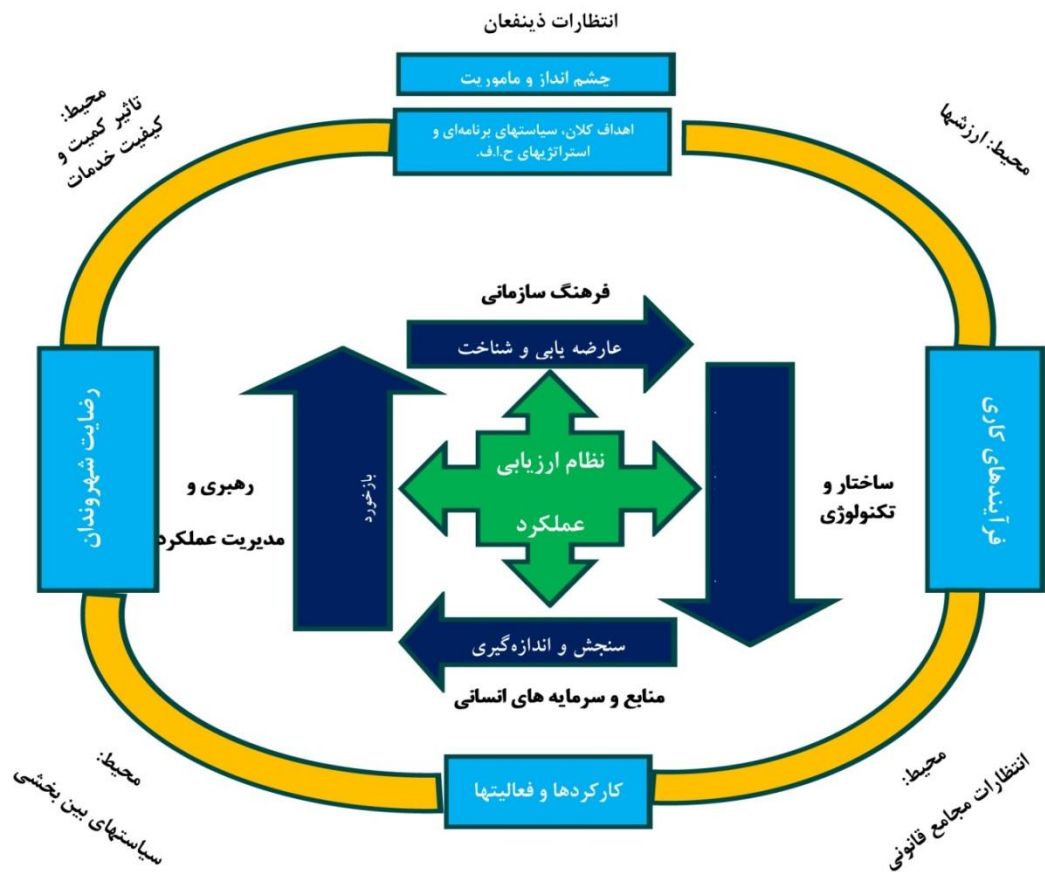 انتظارات ذینفعان
چشم انداز و ماموریت
اهداف کلان، سیاستهای برنامه‌ای و
استراتژیهای ح.ا.ف.
محیط: ارزشها
محیط:
تاثیر کمیت و
کیفیت خدمات
فرهنگ سازمانی
عارضه یابی و شناخت
فرآیندهای کاری
ساختار و
تکنولوژی
نظام ارزیابی
عملکرد
بازخورد
رهبری و
مدیریت عملکرد
رضایت شهروندان
سنجش و اندازه‌گیری
منابع و سرمایه های انسانی
کارکردها و فعالیتها
محیط:
انتظارات مجامع قانونی
محیط:
سیاستهای بین بخشی